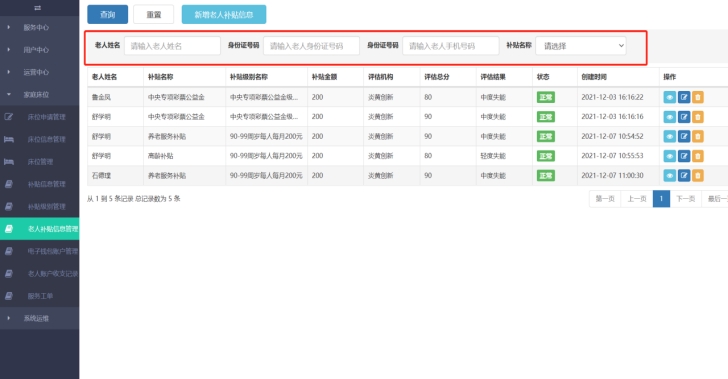 查询 重置 新增老人补贴信息
服务中心
用户中心
运营中心
家庭床位
床位申请管理
床位信息管理
床位管理
补贴信息管理
补贴级别管理
老人补贴信息管理
电子钱包账户管理
老人账户收支记录
服务工单
系统运维
老人姓名 请输入老人姓名 身份证号码 请输入老人身份证号码 身份证号码 请输入老人手机号码 补贴名称 请选择
老人姓名 补贴名称 补贴级别名称 补贴金额 评估机构 评估总分 评估结果 状态 创建时间 操作
鲁金凤 中央专项彩票公益金 中央专项彩票公益金级... 200 炎黄创新 80 中度失能 正常 2021-12-03 16:16:22
舒学明 中央专项彩票公益金 中央专项彩票公益金级... 200 炎黄创新 90 中度失能 正常 2021-12-03 16:16:16
舒学明 养老服务补贴 90-99周岁每人每月200元 200 炎黄创新 90 中度失能 正常 2021-12-07 10:54:52
舒学明 高龄补贴 90-99周岁每人每月200元 200 炎黄创新 80 轻度失能 正常 2021-12-07 10:55:53
石德煌 养老服务补贴 90-99周岁每人每月200元 200 炎黄创新 90 中度失能 正常 2021-12-07 11:00:30
从 1 到 5 条记录 总记录数为 5 条
第一页 上一页 1 下一页 最后一